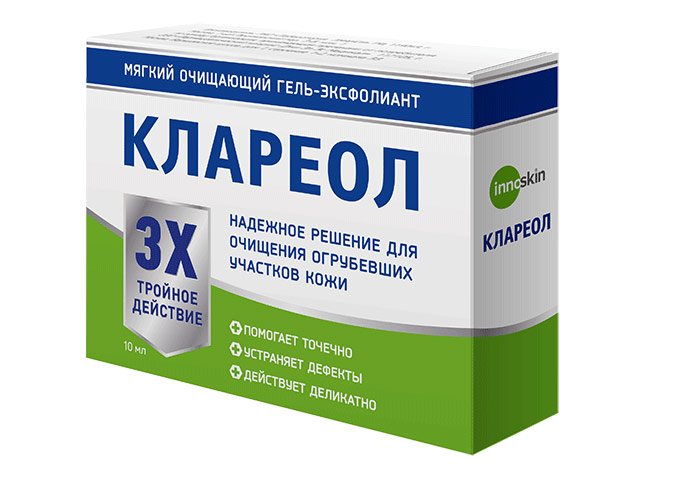 МЯГКИЙ ОЧИЩАЮЩИЙ ГЕЛЬ-ЭКСФОЛИАНТ
КЛАРЕОЛ
3X
ТРОЙНОЕ
ДЕЙСТВИЕ
10 мл
НАДЕЖНОЕ РЕШЕНИЕ ДЛЯ
ОЧИЩЕНИЯ ОГРУБЕВШИХ
УЧАСТКОВ КОЖИ
ПОМОГАЕТ ТОЧЕЧНО
УСТРАНЯЕТ ДЕФЕКТЫ
ДЕЙСТВУЕТ ДЕЛИКАТНО
innoskin
КЛАРЕОЛ